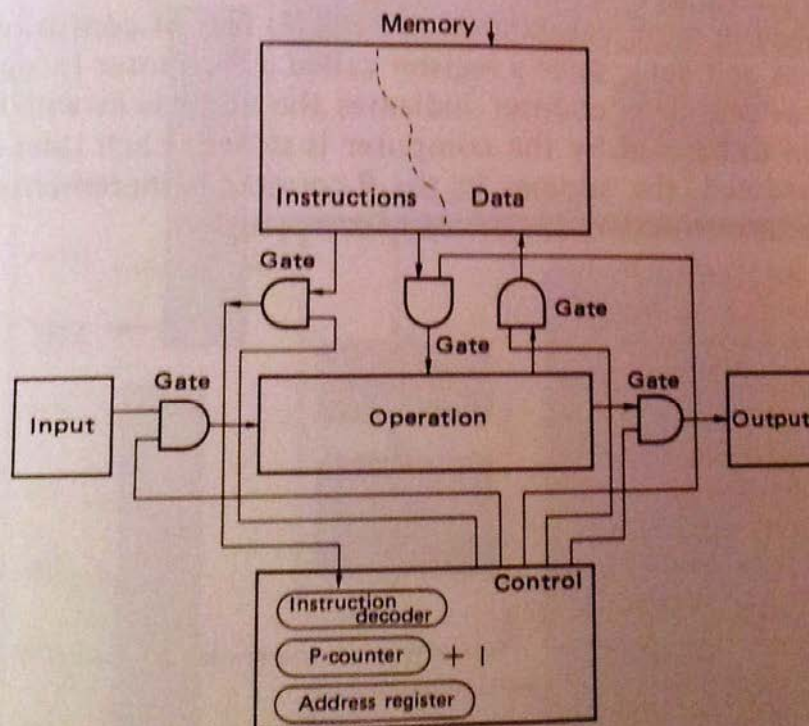 Memory
Instructions Data
Gate
Gate
Gate
Gate
Gate
Input
Operation
Output
Control
Instruction
decoder
P-counter + 1
Address register